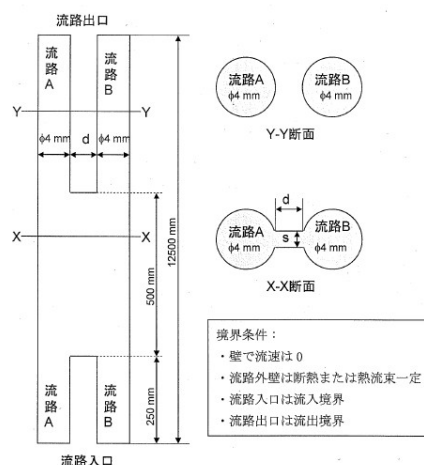 流路出口
流路
A
流路
B
Y
Y
φ4 mm
d
φ4 mm
X
X
500 mm
12500 mm
250 mm
流路
A
流路
B
流路入口
流路A
φ4 mm
流路B
φ4 mm
Y-Y断面
d
流路A
φ4 mm
s
流路B
φ4 mm
X-X断面
境界条件：
・壁で流速は 0
・流路外壁は断熱または熱流束一定
・流路入口は流入境界
・流路出口は流出境界